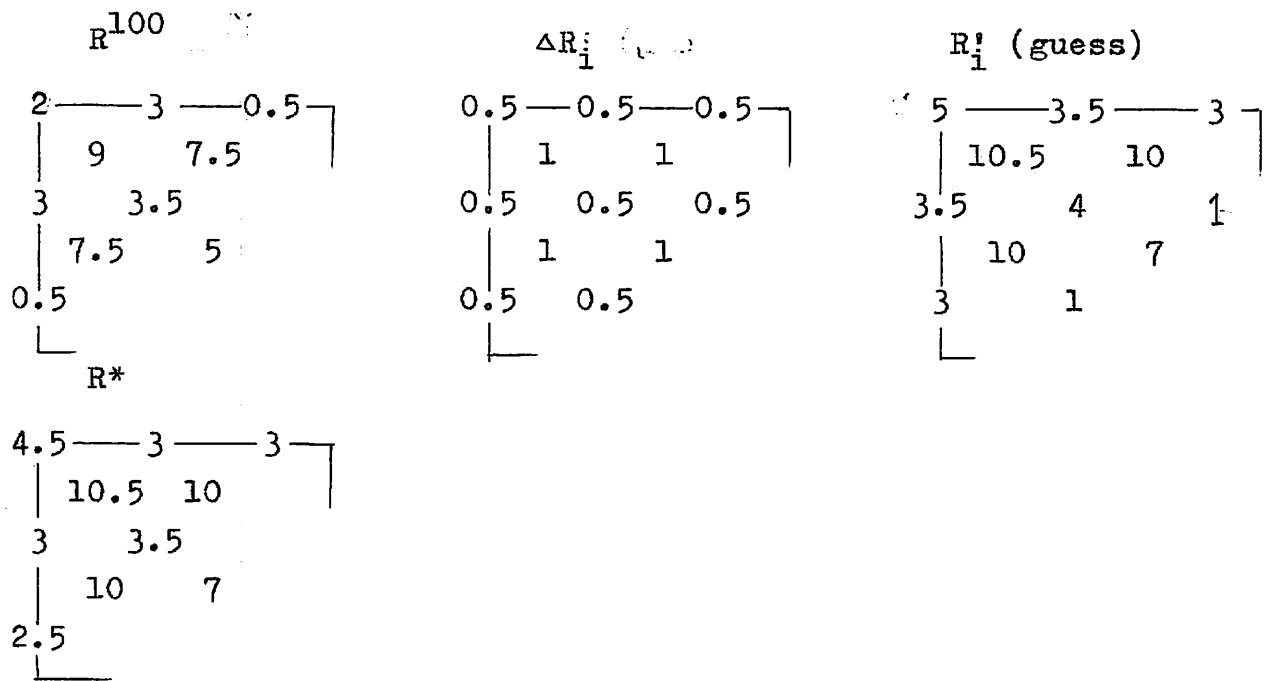 R100 ΔRi Ri' (guess)
2 3 0.5 0.5 0.5 0.5 5 3.5 3
9 7.5 1 1 10.5 10
3 3.5 0.5 0.5 0.5 3.5 4 1
7.5 5 1 1 10 7
0.5 0.5 0.5 3 1
R*
4.5 3 3
10.5 10
3 3.5
10 7
2.5